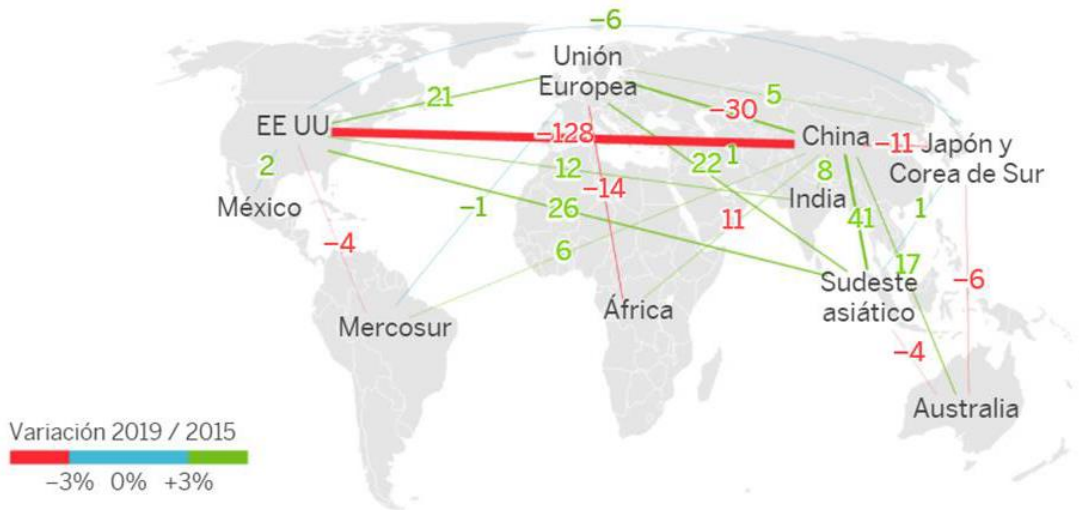 −6
Unión
Europea
21
5
−30
EE UU
−128
China
−11
Japón y
Corea de Sur
2
12
22
1
8
India
−14
México
−1
26
11
41
1
−4
6
17
−6
Sudeste
asiático
África
Mercosur
−4
Australia
Variación 2019 / 2015
−3% 0% +3%